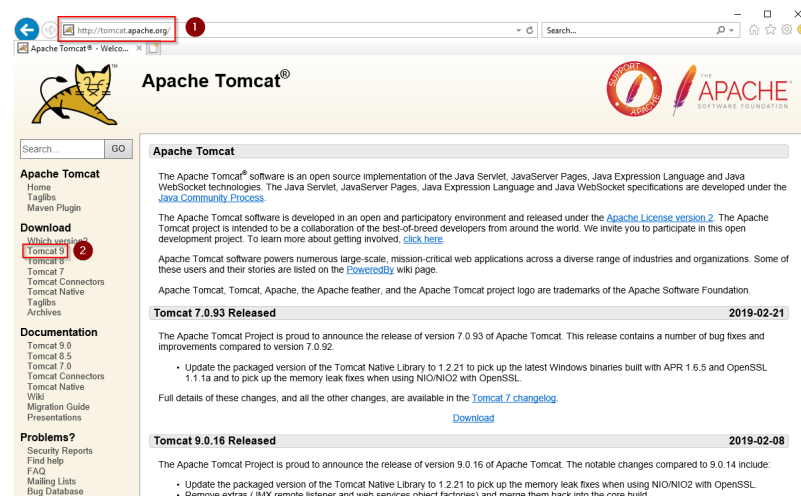 http://tomcat.apache.org/
1
Search...
Apache Tomcat® - Welco...
TM
Apache Tomcat®
SUPPORT
APACHE
THE
APACHE®
SOFTWARE FOUNDATION
Search... GO
Apache Tomcat
Home
Taglibs
Maven Plugin
Download
Which version?
Tomcat 9
2
Tomcat 8
Tomcat 7
Tomcat Connectors
Tomcat Native
Taglibs
Archives
Documentation
Tomcat 9.0
Tomcat 8.5
Tomcat 7.0
Tomcat Connectors
Tomcat Native
Wiki
Migration Guide
Presentations
Problems?
Security Reports
Find help
FAQ
Mailing Lists
Bug Database
Apache Tomcat
The Apache Tomcat® software is an open source implementation of the Java Servlet, JavaServer Pages, Java Expression Language and Java
WebSocket technologies. The Java Servlet, JavaServer Pages, Java Expression Language and Java WebSocket specifications are developed under the
Java Community Process.
The Apache Tomcat software is developed in an open and participatory environment and released under the Apache License version 2. The Apache
Tomcat project is intended to be a collaboration of the best-of-breed developers from around the world. We invite you to participate in this open
development project. To learn more about getting involved, click here.
Apache Tomcat software powers numerous large-scale, mission-critical web applications across a diverse range of industries and organizations. Some of
these users and their stories are listed on the PoweredBy wiki page.
Apache Tomcat, Tomcat, Apache, the Apache feather, and the Apache Tomcat project logo are trademarks of the Apache Software Foundation.
Tomcat 7.0.93 Released 2019-02-21
The Apache Tomcat Project is proud to announce the release of version 7.0.93 of Apache Tomcat. This release contains a number of bug fixes and
improvements compared to version 7.0.92.
• Update the packaged version of the Tomcat Native Library to 1.2.21 to pick up the latest Windows binaries built with APR 1.6.5 and OpenSSL
1.1.1a and to pick up the memory leak fixes when using NIO/NIO2 with OpenSSL.
Full details of these changes, and all the other changes, are available in the Tomcat 7 changelog.
Download
Tomcat 9.0.16 Released 2019-02-08
The Apache Tomcat Project is proud to announce the release of version 9.0.16 of Apache Tomcat. The notable changes compared to 9.0.14 include:
• Update the packaged version of the Tomcat Native Library to 1.2.21 to pick up the memory leak fixes when using NIO/NIO2 with OpenSSL.
• Remove extras (JMX remote listener and web services object factories) and merge them back into the core build.